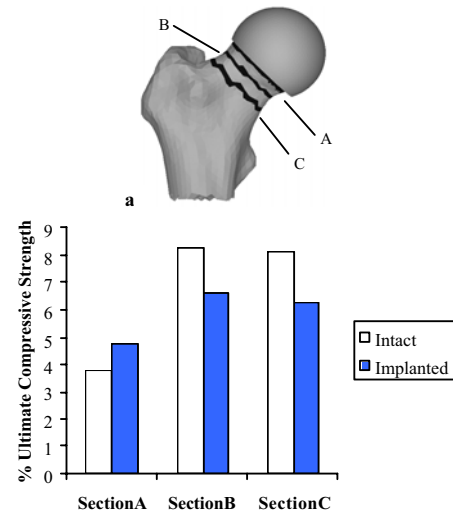 B
A
C
a
% Ultimate Compressive Strength
9
8
7
6
5
4
3
2
1
0
SectionA SectionB SectionC
Intact
Implanted